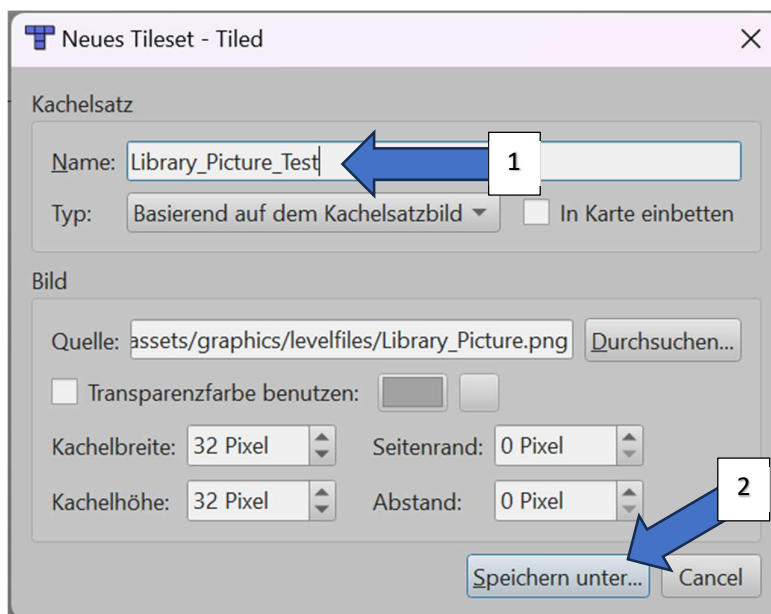 Neues Tileset - Tiled
Kachelsatz
Name: Library_Picture_Test 1
Typ: Basierend auf dem Kachelsatzbild In Karte einbetten
Bild
Quelle: assets/graphics/levelfiles/Library_Picture.png Durchsuchen...
Transparenzfarbe benutzen:
Kachelbreite: 32 Pixel Seitenrand: 0 Pixel
Kachelhöhe: 32 Pixel Abstand: 0 Pixel
2
Speichern unter... Cancel